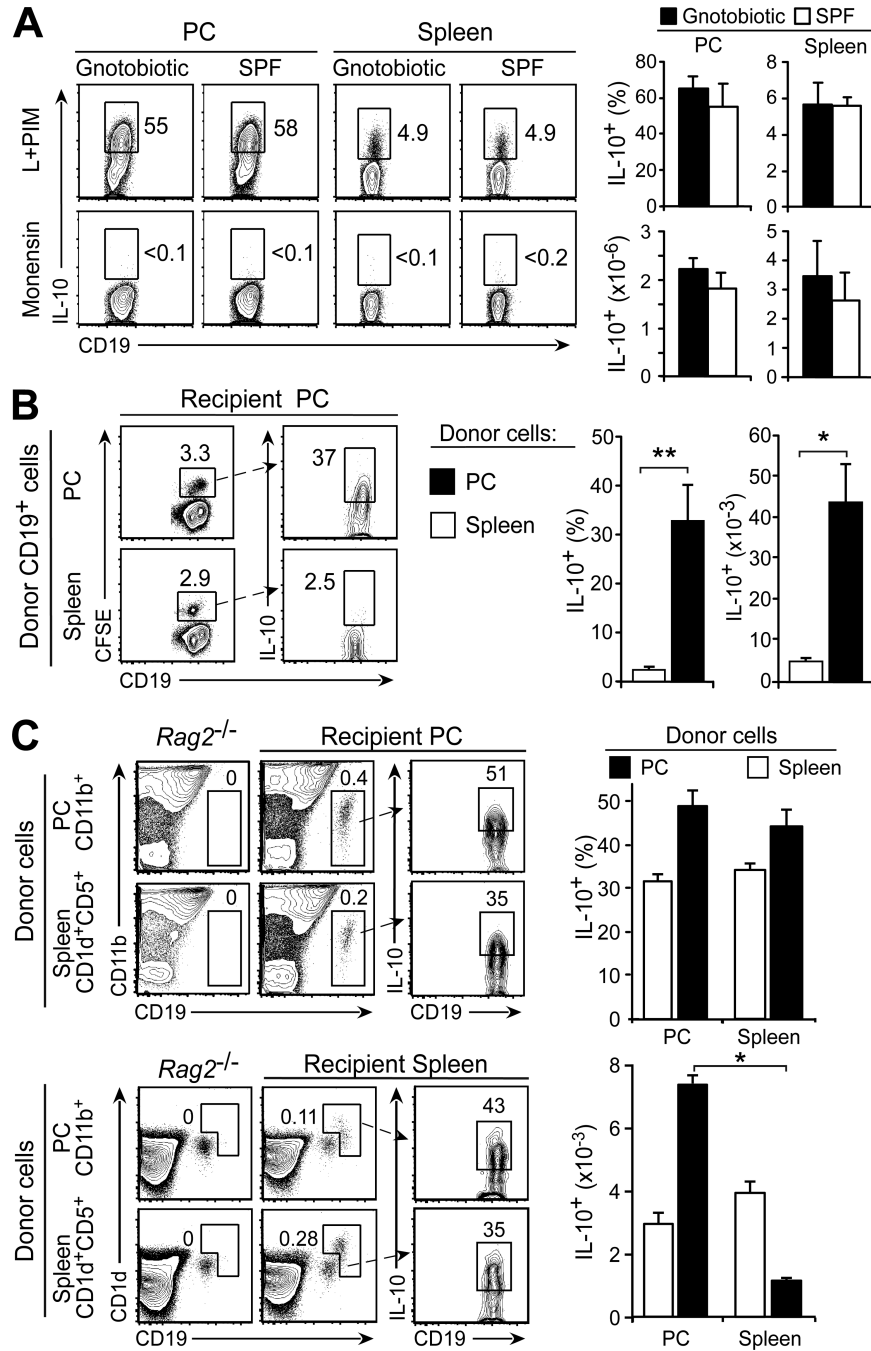 A
PC
Spleen
Gnotobiotic
SPF
Gnotobiotic
SPF
L+PIM
55
58
4.9
4.9
Monensin
<0.1
<0.1
<0.1
<0.2
IL-10
CD19
Gnotobiotic
SPF
PC
Spleen
IL-10+ (%)
80
60
40
60
20
0
8
6
5
4
2
0
IL-10+ (x10-6)
3
2
1
1
0
5
4
3
2
1
0
B
Recipient PC
Donor CD19+ cells
PC
3.3
37
Spleen
2.9
2.5
CFSE
IL-10
CD19
Donor cells:
PC
Spleen
IL-10+ (%)
50
40
30
20
10
0
**
IL-10+ (x10-3)
60
50
40
30
40
10
0
*
C
Rag2-/-
Recipient PC
Donor cells
PC
CD11b+
0
0.4
51
Spleen
CD1d+CD5+
0
0.2
35
CD11b
IL-10
CD19
CD19
Donor cells
PC
Spleen
IL-10+ (%)
50
40
30
30
10
0
PC
Spleen
Rag2-/-
Recipient Spleen
Donor cells
PC
CD11b+
0
0.11
43
Spleen
CD1d+CD5+
0
0.28
35
CD1d
IL-10
CD19
CD19
IL-10+ (x10-3)
8
6
4
2
0
*
PC
Spleen